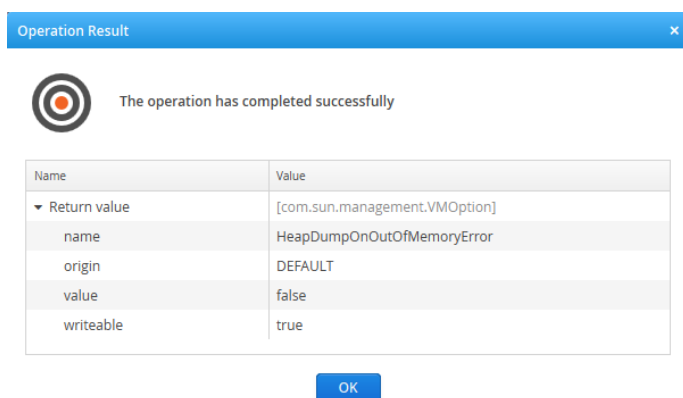 Operation Result ×
The operation has completed successfully
Name Value
Return value [com.sun.management.VMOption]
name HeapDumpOnOutOfMemoryError
origin DEFAULT
value false
writeable true
OK